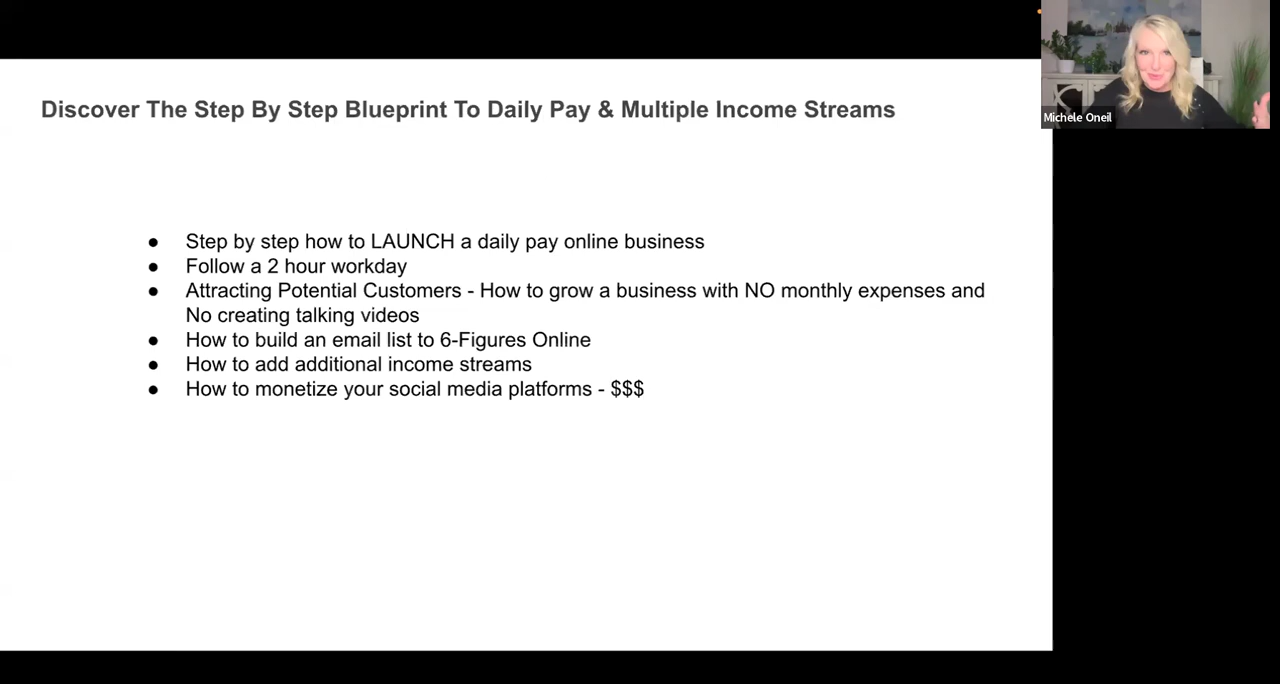 Discover The Step By Step Blueprint To Daily Pay & Multiple Income Streams
● Step by step how to LAUNCH a daily pay online business
● Follow a 2 hour workday
● Attracting Potential Customers - How to grow a business with NO monthly expenses and
No creating talking videos
● How to build an email list to 6-Figures Online
● How to add additional income streams
● How to monetize your social media platforms - $$$
Michele Oneil